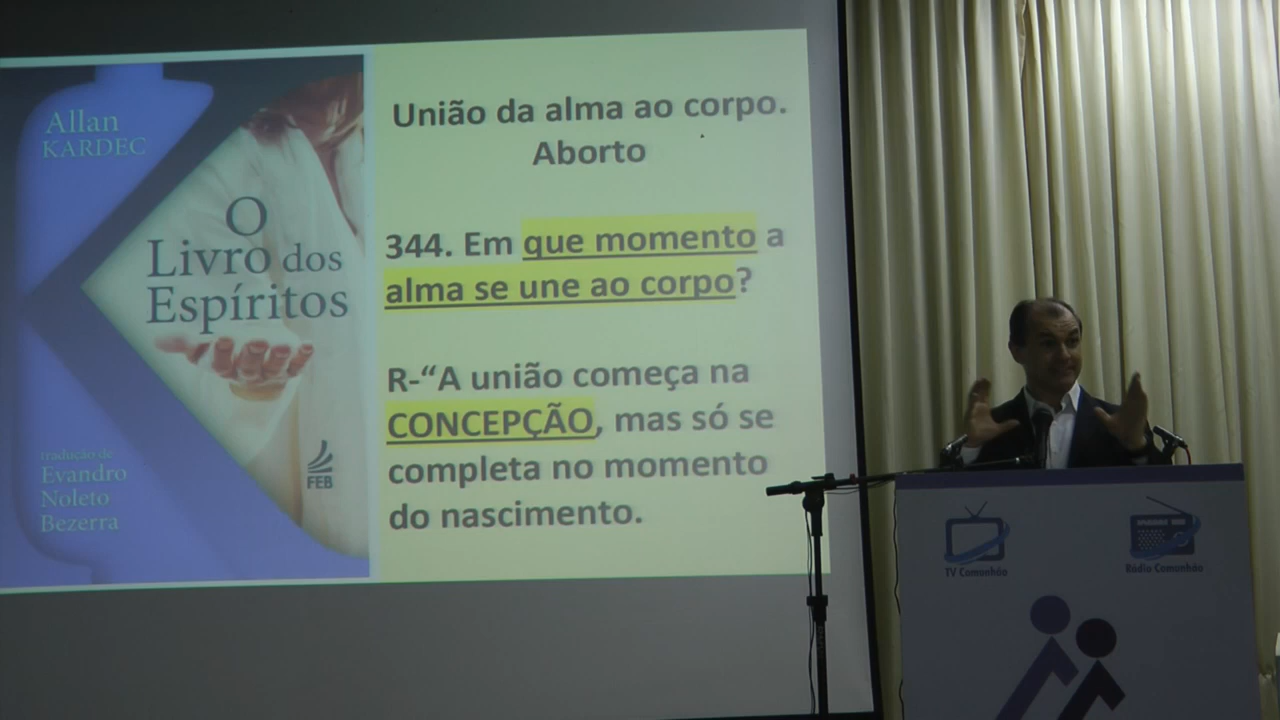 Allan
KARDEC
O
Livro dos
Espíritos
tradução de
Evandro
Noleto
Bezerra
FEB
União da alma ao corpo.
Aborto
344. Em que momento a
alma se une ao corpo?
R-“A união começa na
CONCEPÇÃO, mas só se
completa no momento
do nascimento.
TV Comunhão
Rádio Comunhão